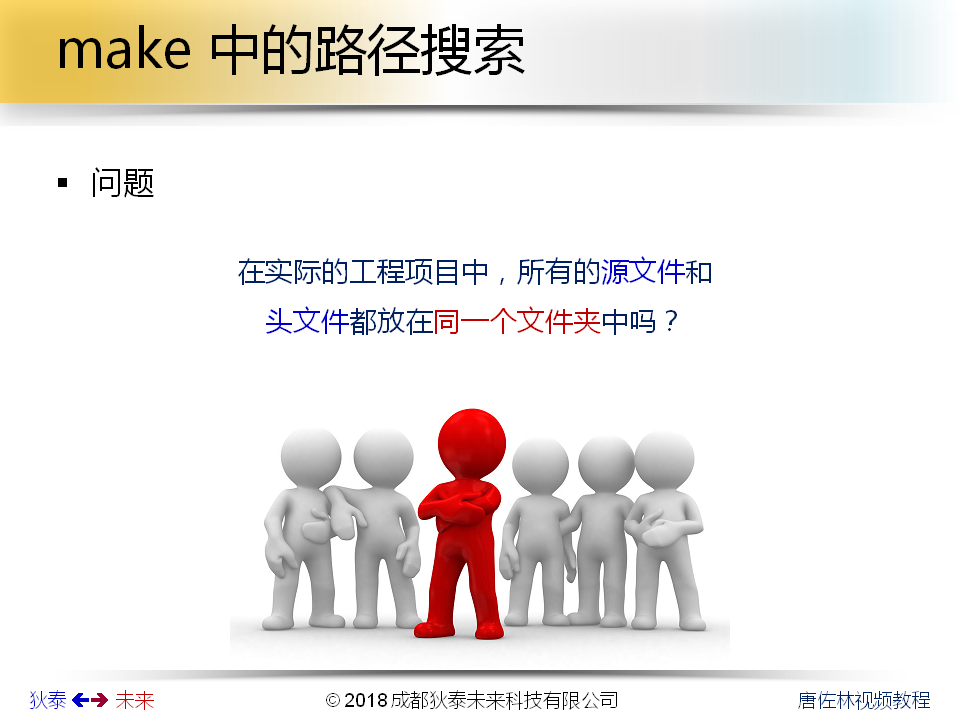 make 中的路径搜索
▪ 问题
在实际的工程项目中，所有的源文件和
头文件都放在同一个文件夹中吗？
狄泰 未来
© 2018 成都狄泰未来科技有限公司
唐佐林视频教程